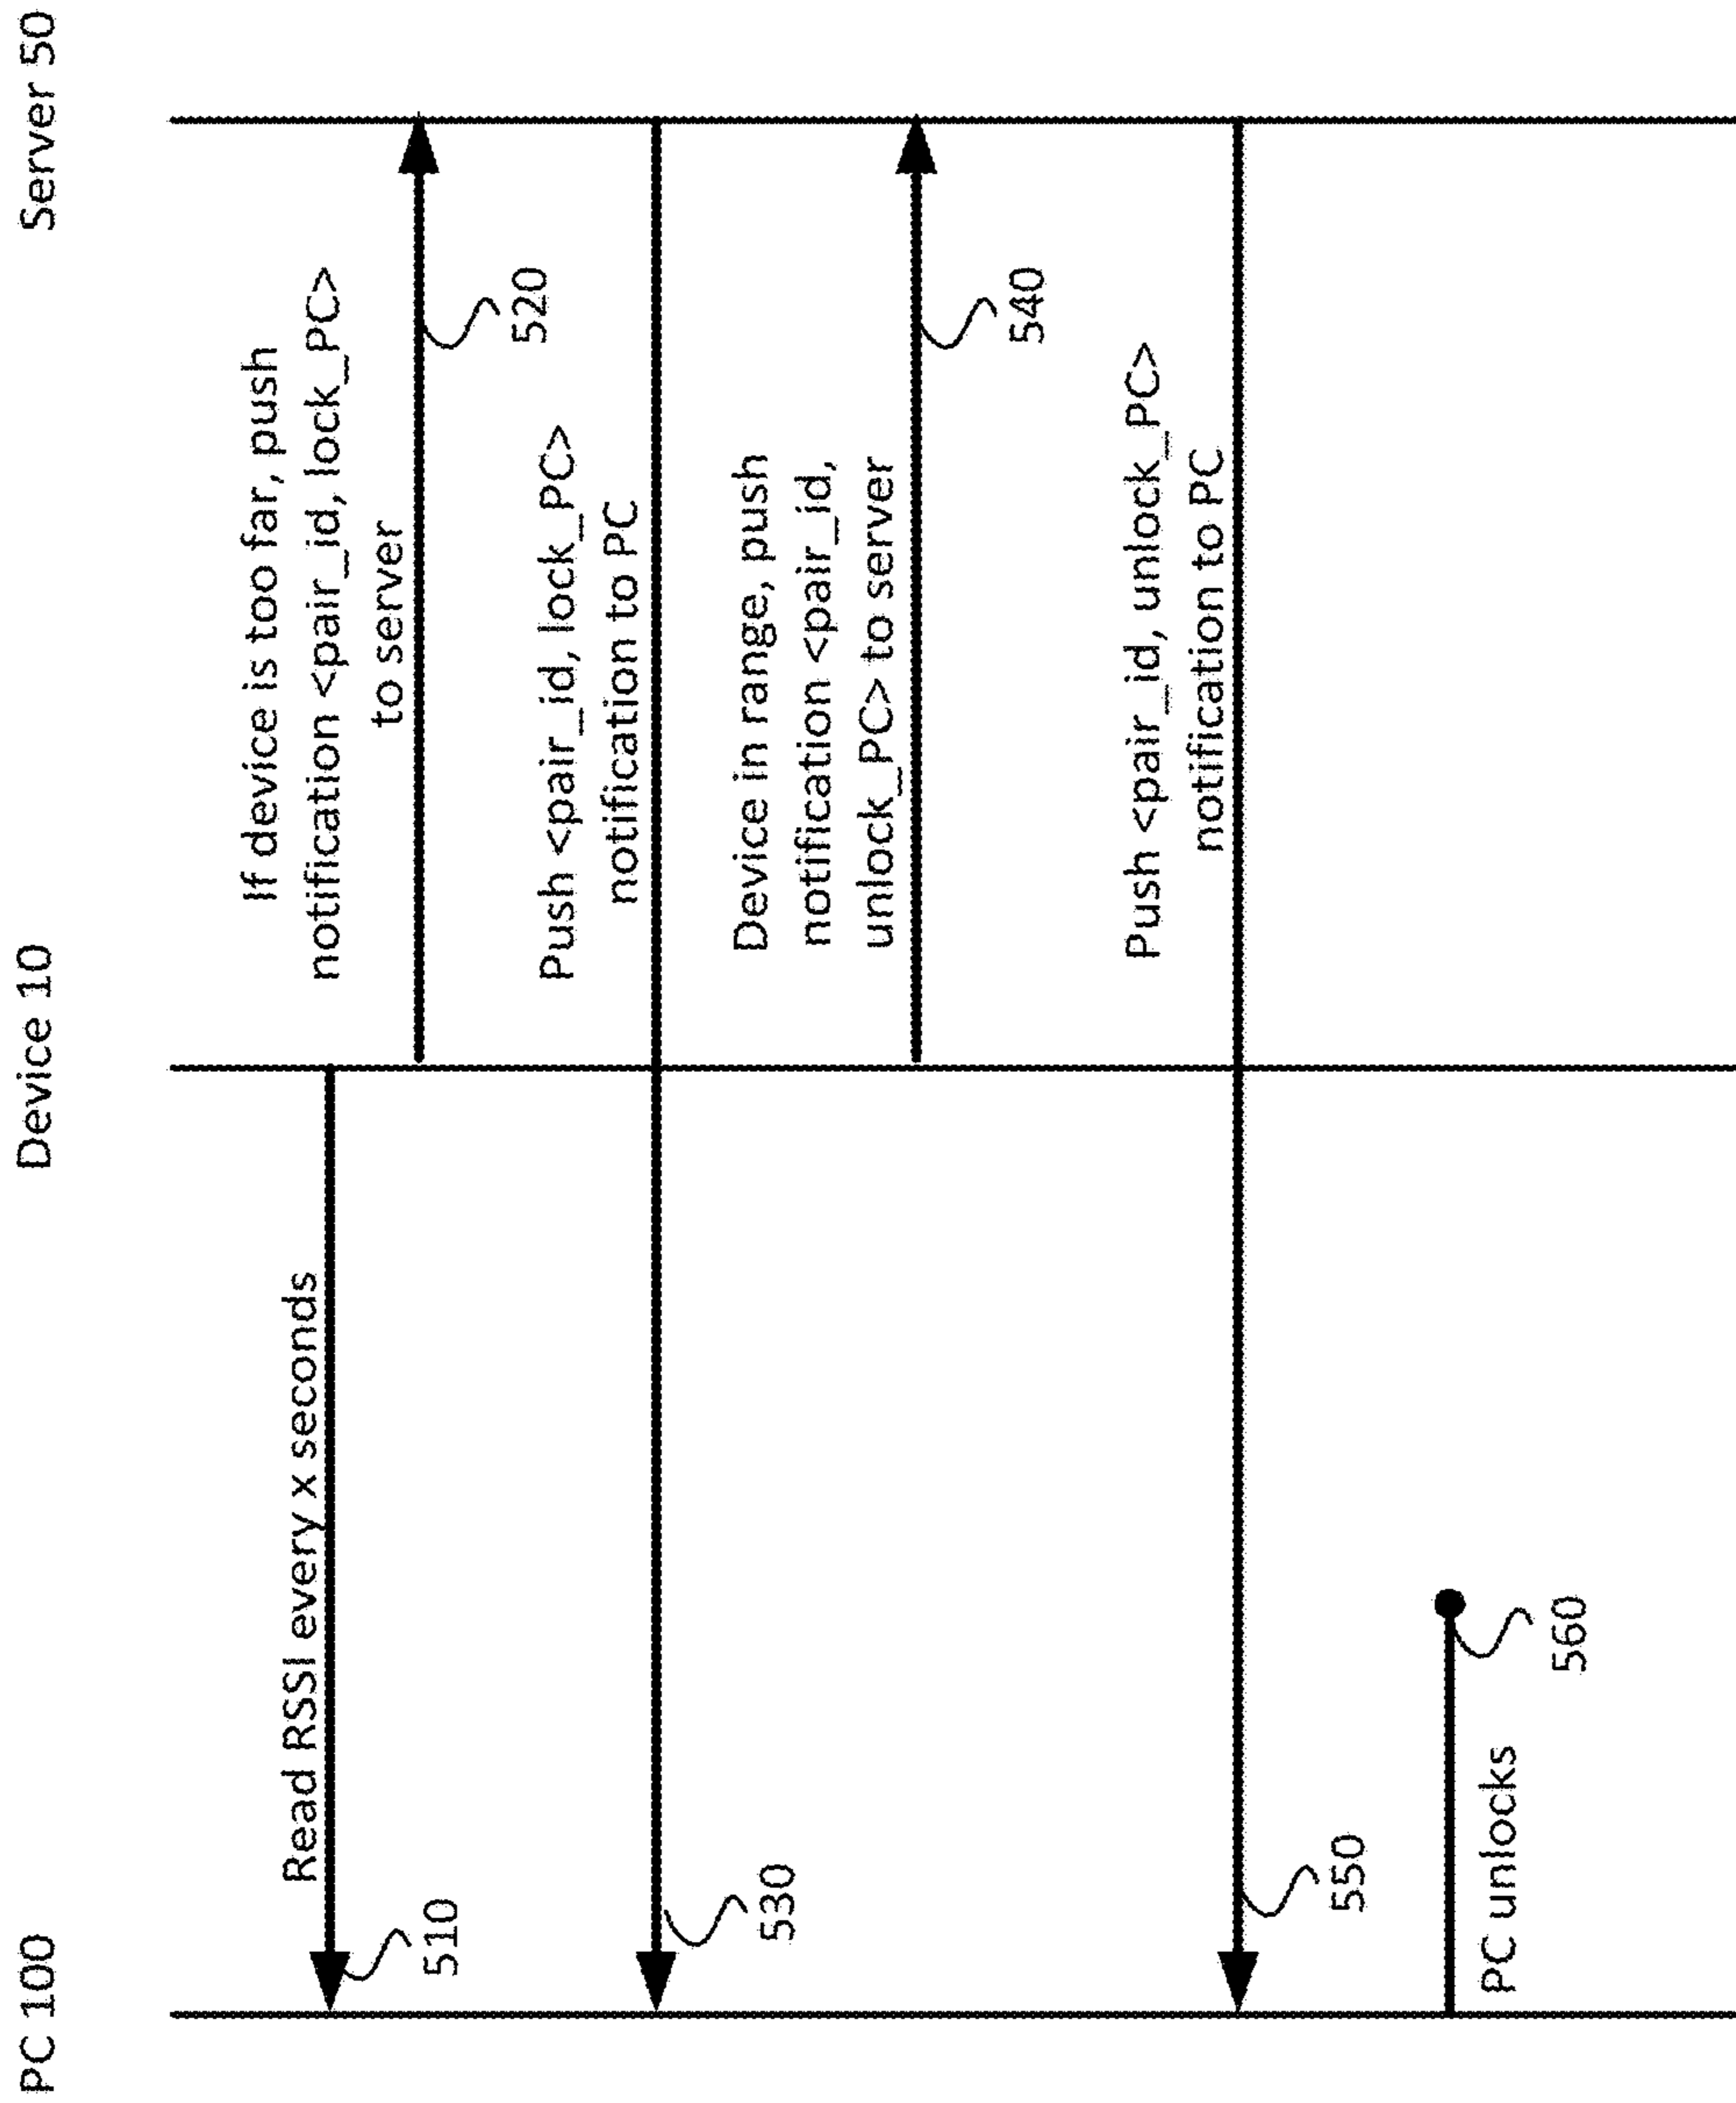 PC 100
Device 10
Server 50
Read RSSI every x seconds
510
If device is too far, push
notification <pair_id, lock_PC>
to server
520
Push <pair_id, lock_PC>
notification to PC
530
Device in range, push
notification <pair_id,
unlock_PC> to server
540
Push <pair_id, unlock_PC>
notification to PC
550
PC unlocks
560